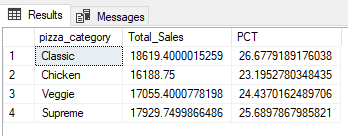 Results Messages
pizza_category Total_Sales PCT
1 Classic 18619.4000015259 26.6779189176038
2 Chicken 16188.75 23.1952780348435
3 Veggie 17055.4000778198 24.4370162489706
4 Supreme 17929.7499866486 25.6897867985821